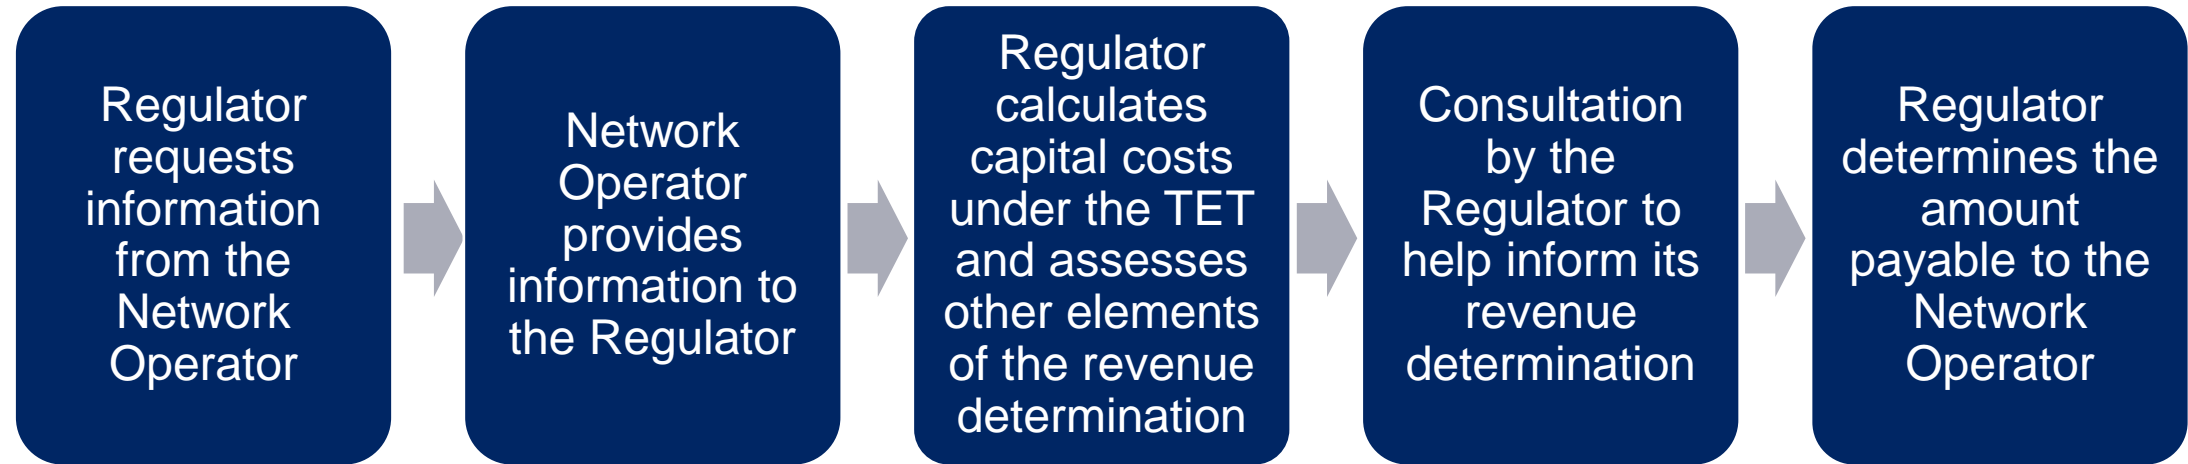 Regulator
requests
information
from the
Network
Operator
Network
Operator
provides
information to
the Regulator
Regulator
calculates
capital costs
under the TET
and assesses
other elements
of the revenue
determination
Consultation
by the
Regulator to
help inform its
revenue
determination
Regulator
determines the
amount
payable to the
Network
Operator